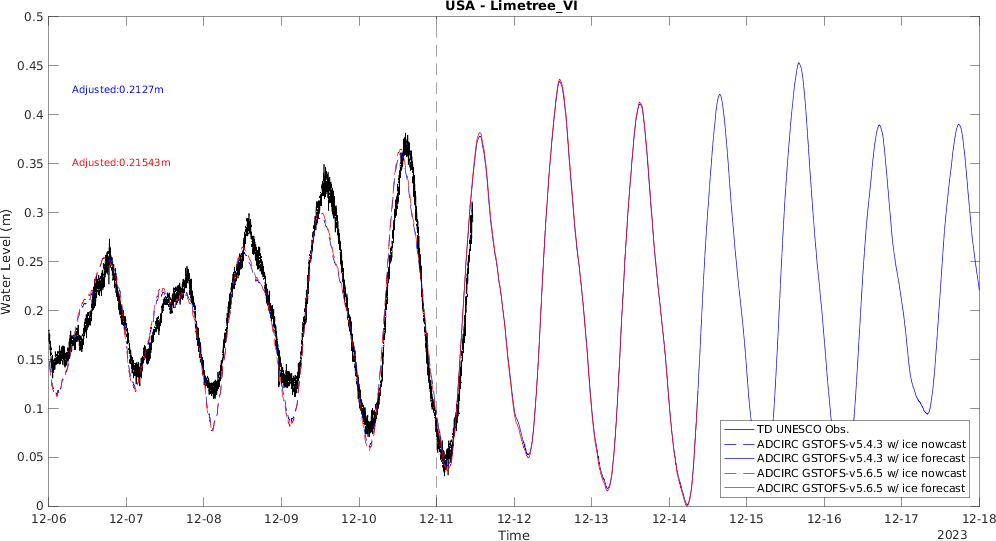 USA - Limetree_VI
0.5
0.45
0.4
0.35
0.3
0.25
0.2
0.15
0.1
0.05
0
Water Level (m)
Adjusted:0.2127m
Adjusted:0.21543m
TD UNESCO Obs.
ADCIRC GSTOFS-v5.4.3 w/ ice nowcast
ADCIRC GSTOFS-v5.4.3 w/ ice forecast
ADCIRC GSTOFS-v5.6.5 w/ ice nowcast
ADCIRC GSTOFS-v5.6.5 w/ ice forecast
12-06 12-07 12-08 12-09 12-10 12-11 12-12 12-13 12-14 12-15 12-16 12-17 12-18
Time
2023